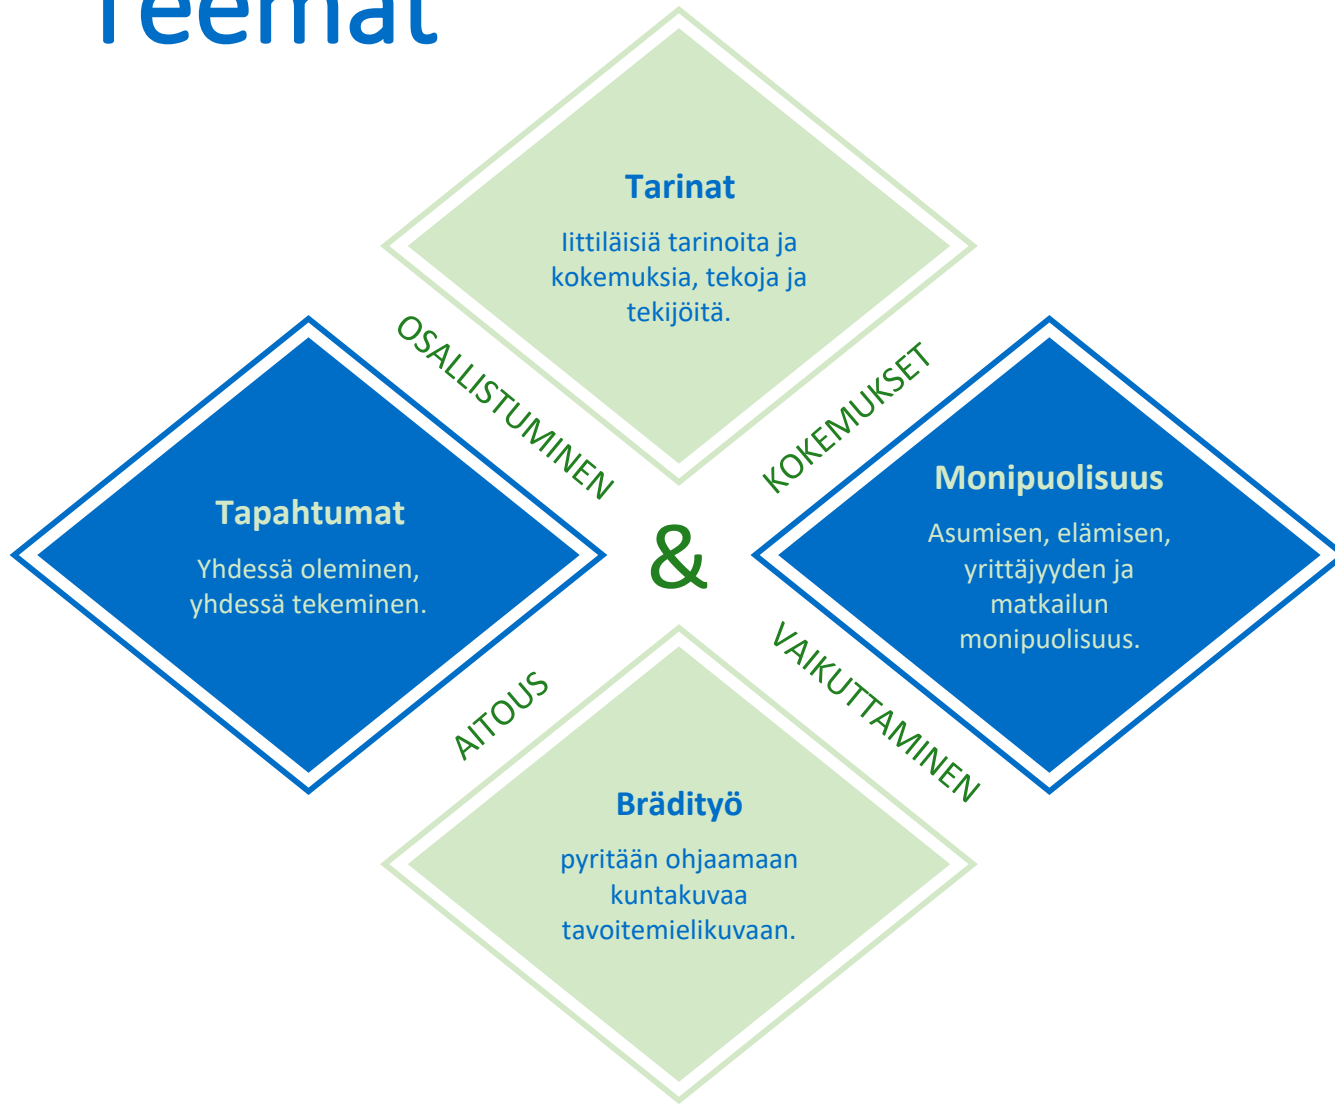 Teemat
Tarinat
Iittiläisiä tarinoita ja
kokemuksia, tekoja ja
tekijöitä.
OSALLISTUMINEN
KOKEMUKSET
Tapahtumat
Yhdessä oleminen,
yhdessä tekeminen.
&
Monipuolisuus
Asumisen, elämisen,
yrittäjyyden ja
matkailun
monipuolisuus.
AITOUS
VAIKUTTAMINEN
Brädityö
pyritään ohjaamaan
kuntakuvaa
tavoitemielikuvaan.